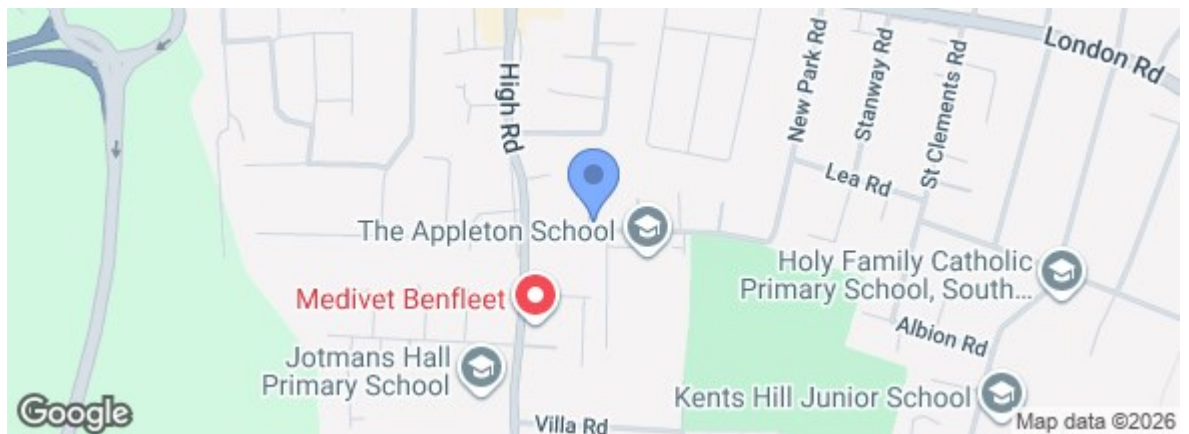 London Rd
High Rd
New Park Rd
Stanway Rd
St Clements Rd
Lea Rd
The Appleton School
Holy Family Catholic
Primary School, South...
Medivet Benfleet
Albion Rd
Jotmans Hall
Primary School
Kents Hill Junior School
Villa Rd
Google
Map data ©2026